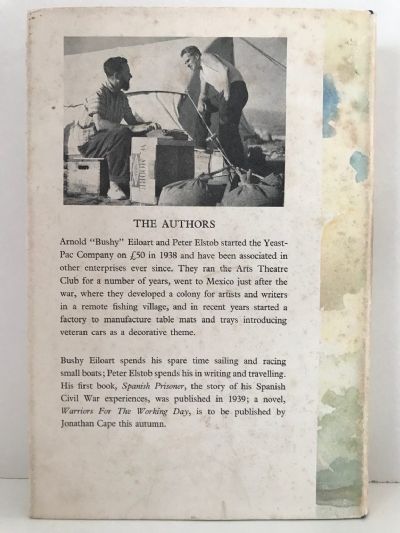 THE AUTHORS
Arnold "Bushy" Eiloart and Peter Elstob started the Yeast-
Pac Company on £50 in 1938 and have been associated in
other enterprises ever since. They ran the Arts Theatre
Club for a number of years, went to Mexico just after the
war, where they developed a colony for artists and writers
in a remote fishing village, and in recent years started a
factory to manufacture table mats and trays introducing
veteran cars as a decorative theme.
Bushy Eiloart spends his spare time sailing and racing
small boats; Peter Elstob spends his in writing and travelling.
His first book, Spanish Prisoner, the story of his Spanish
Civil War experiences, was published in 1939; a novel,
Warriors For The Working Day, is to be published by
Jonathan Cape this autumn.